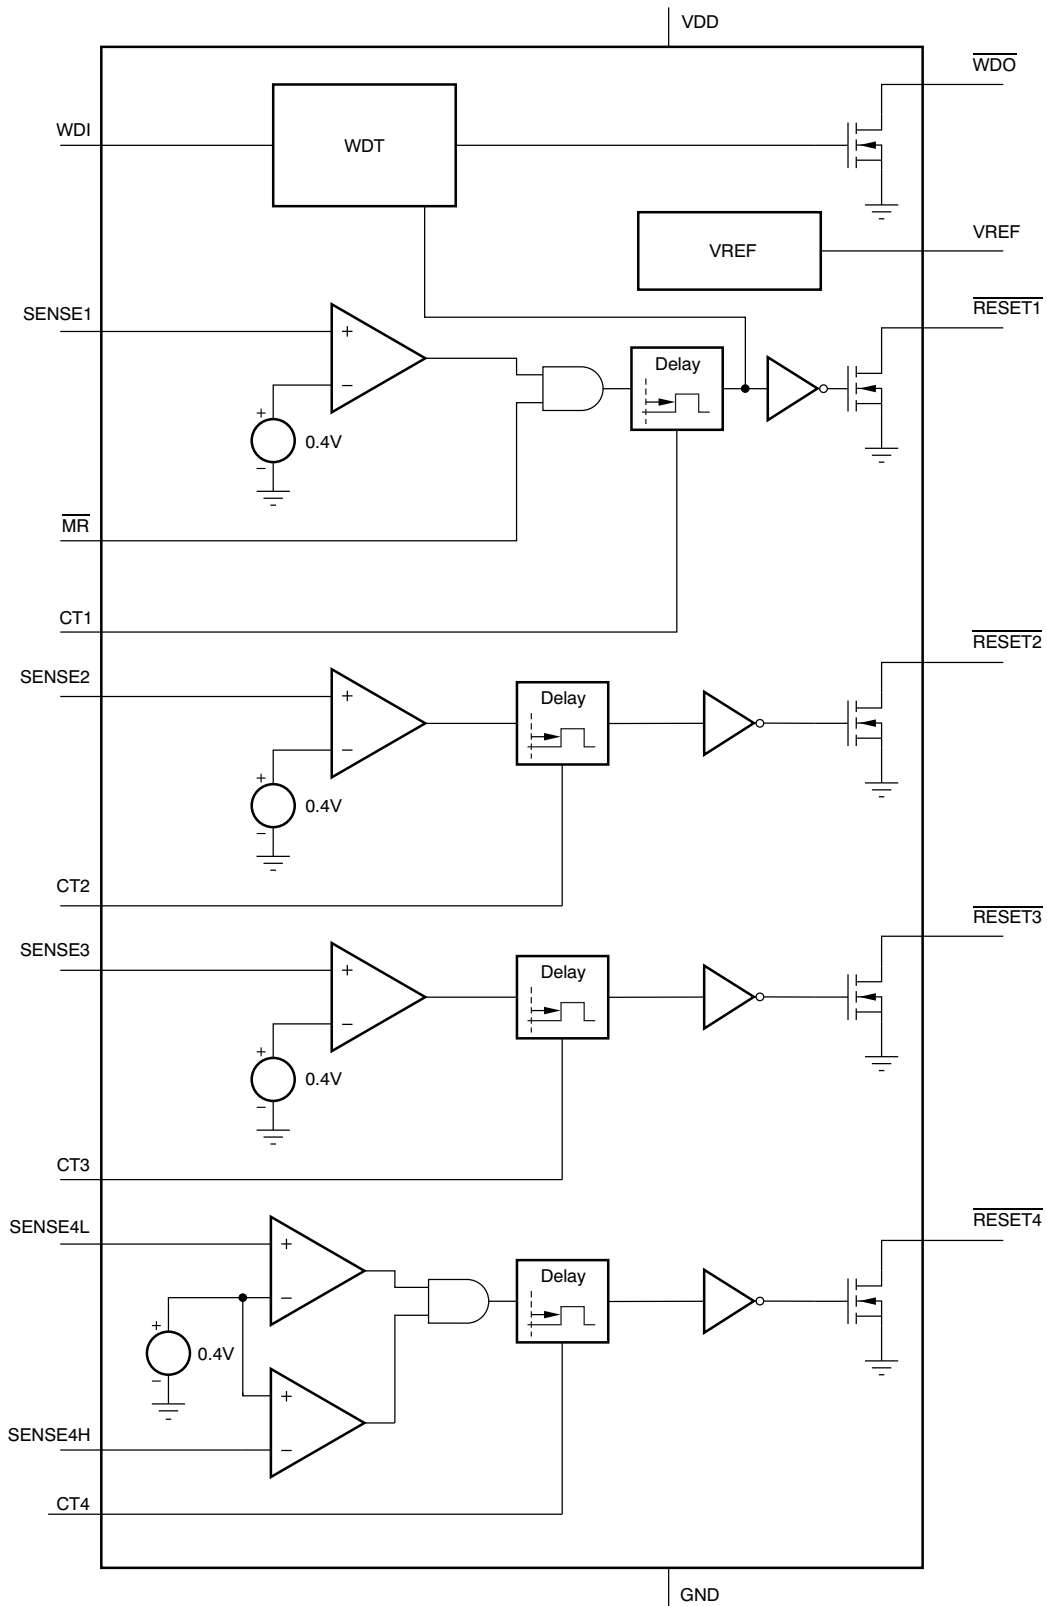 VDD
WDO
WDI
WDT
VREF
VREF
SENSE1
RESET1
+
Delay
−
+
0.4V
−
MR
CT1
RESET2
SENSE2
+
Delay
−
+
0.4V
−
CT2
RESET3
SENSE3
+
Delay
−
+
0.4V
−
CT3
RESET4
SENSE4L
+
Delay
−
+
0.4V
−
+
SENSE4H
−
CT4
GND